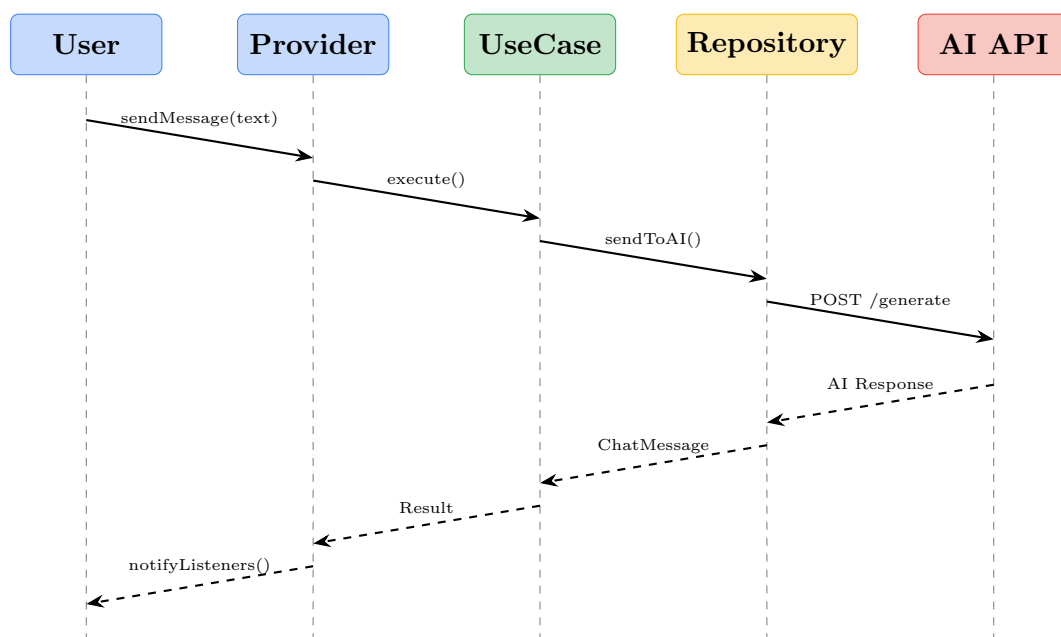 User
Provider
UseCase
Repository
AI API
sendMessage(text)
execute()
sendToAI()
POST /generate
AI Response
ChatMessage
Result
notifyListeners()